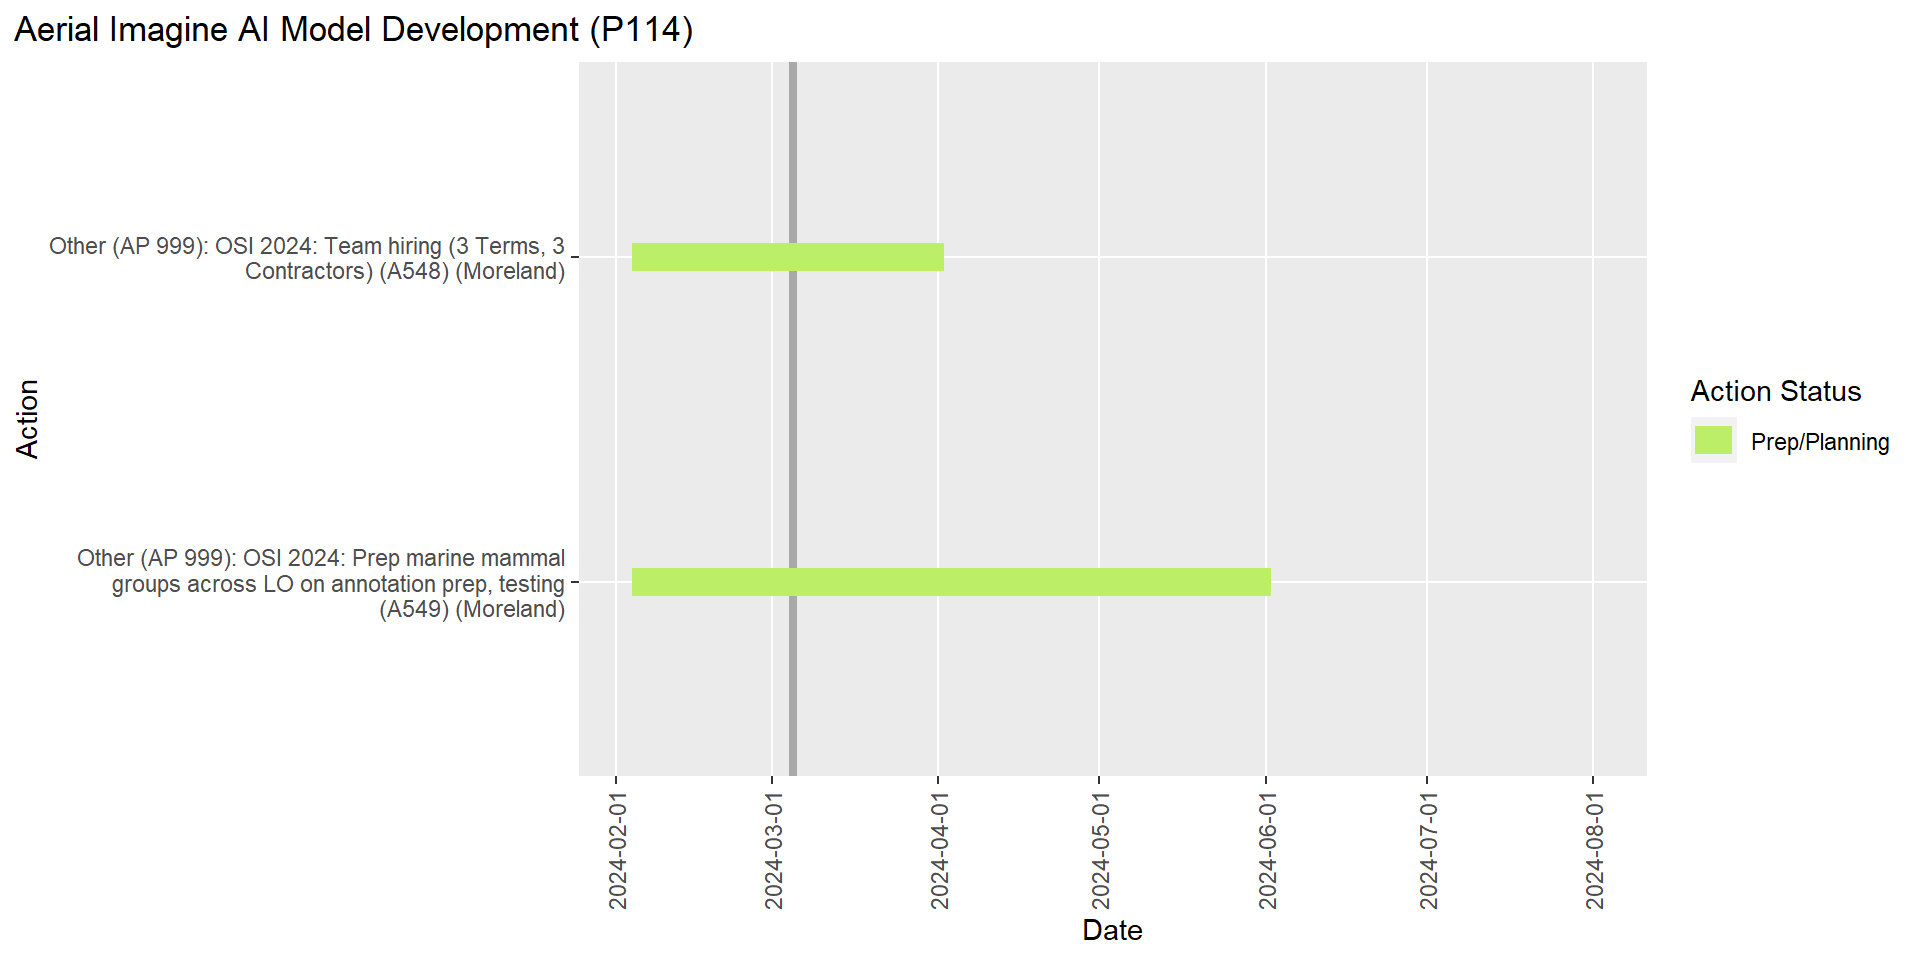 Aerial Imagine AI Model Development (P114)
Other (AP 999): OSI 2024: Team hiring (3 Terms, 3
Contractors) (A548) (Moreland)
Action
Other (AP 999): OSI 2024: Prep marine mammal
groups across LO on annotation prep, testing
(A549) (Moreland)
Action Status
Prep/Planning
2024-02-01
2024-03-01
2024-04-01
2024-05-01
2024-06-01
2024-07-01
2024-08-01
Date